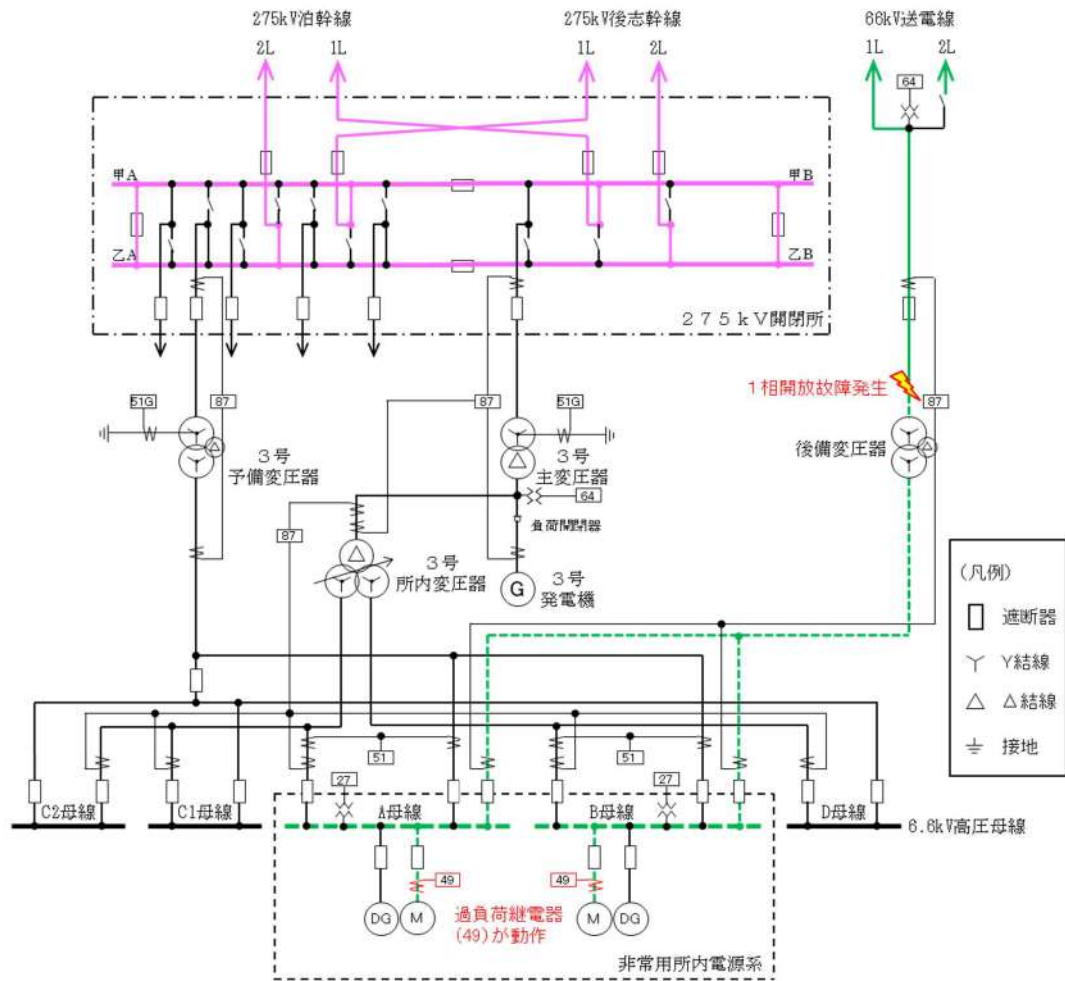 275kV泊幹線
275kV後志幹線
66kV送電線
2L
1L
1L
2L
1L
2L
64
甲A
甲B
乙A
乙B
275kV開閉所
1相開放故障発生
51G
87
87
51G
87
3号
予備変圧器
3号
主変圧器
後備変圧器
64
負荷開閉器
87
3号
所内変圧器
G
3号
発電機
(凡例)
遮断器
Y結線
△結線
接地
51
51
27
27
C2母線
C1母線
A母線
B母線
D母線
6.6kV高圧母線
49
49
DG
M
過負荷継電器
(49)が動作
M
DG
非常用所内電源系